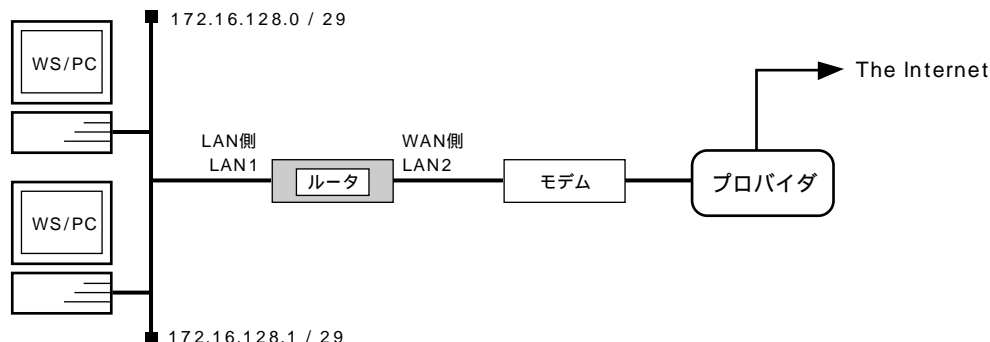 172.16.128.0 / 29
WS/PC
The Internet
LAN側
LAN1
WAN側
LAN2
ルータ
モデム
プロバイダ
WS/PC
172.16.128.1 / 29